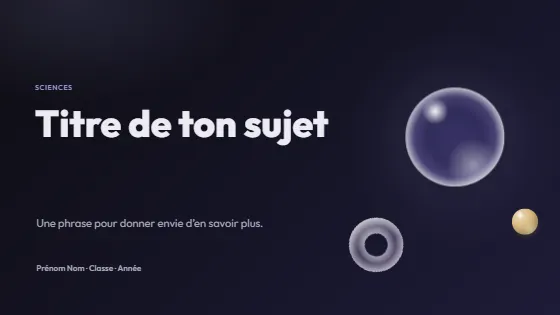 SCIENCES
Titre de ton sujet
Une phrase pour donner envie d'en savoir plus.
Prénom Nom · Classe · Année